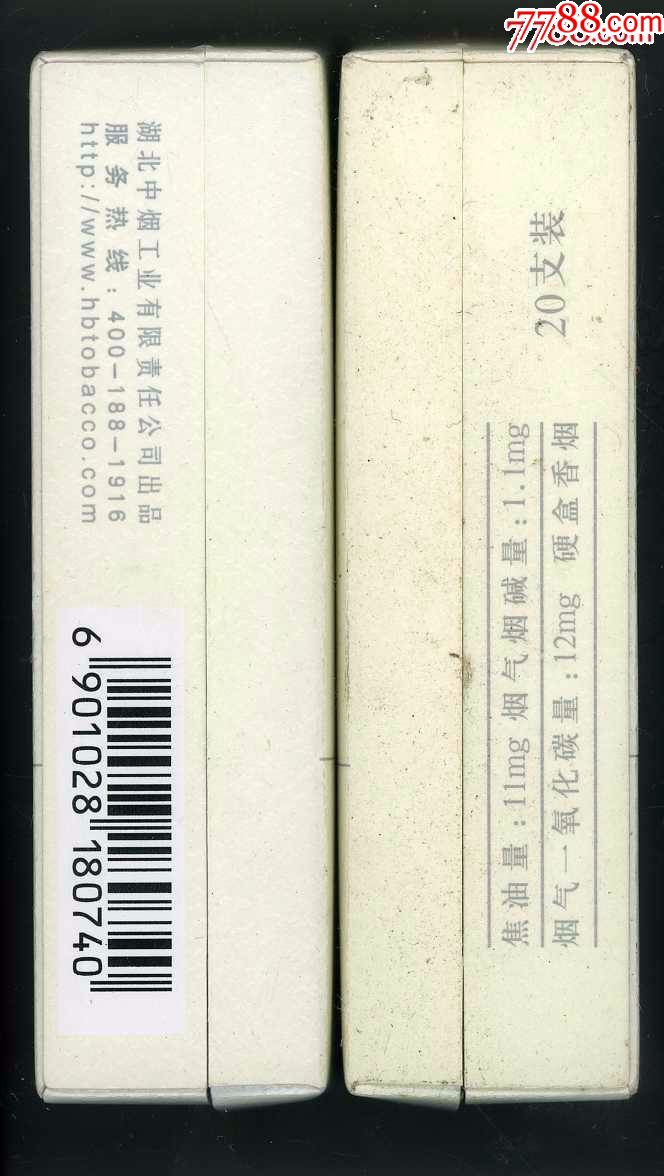 7788.com
湖北中烟工业有限责任公司出品
服务热线:400-188-1916
http://www.hbtobacco.com
6 901028 180740
20支装
焦油量:11mg 烟气烟碱量:1.1mg
烟气一氧化碳量:12mg 硬盒香烟